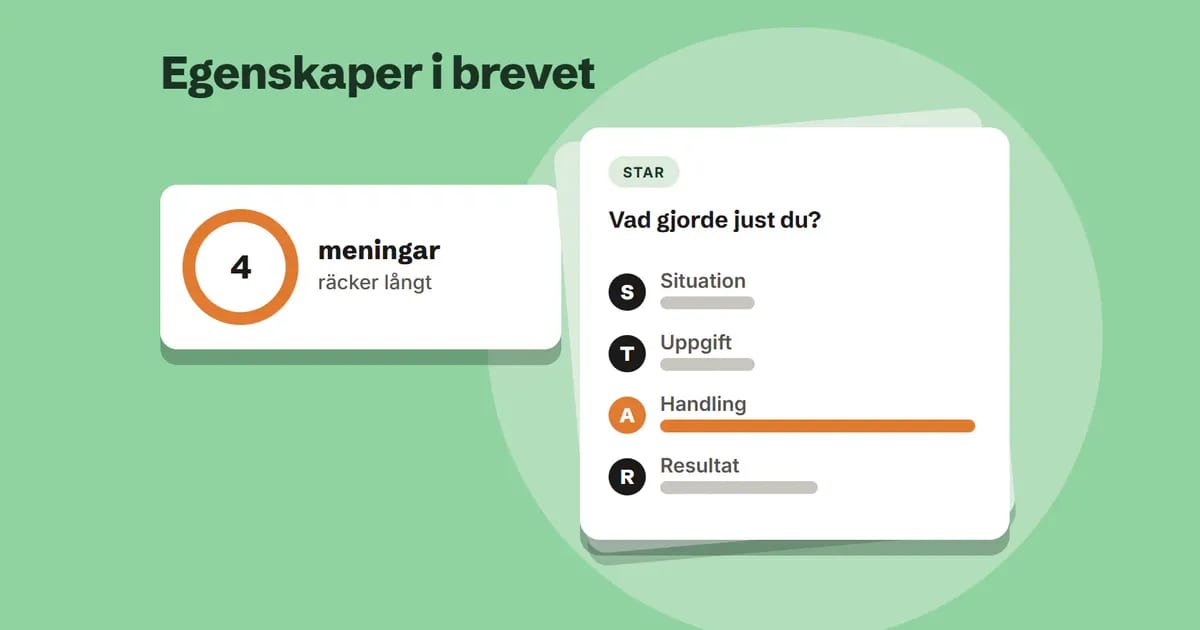 Egenskaper i brevet
4
meningar
räcker långt
STAR
Vad gjorde just du?
S
Situation
T
Uppgift
A
Handling
R
Resultat